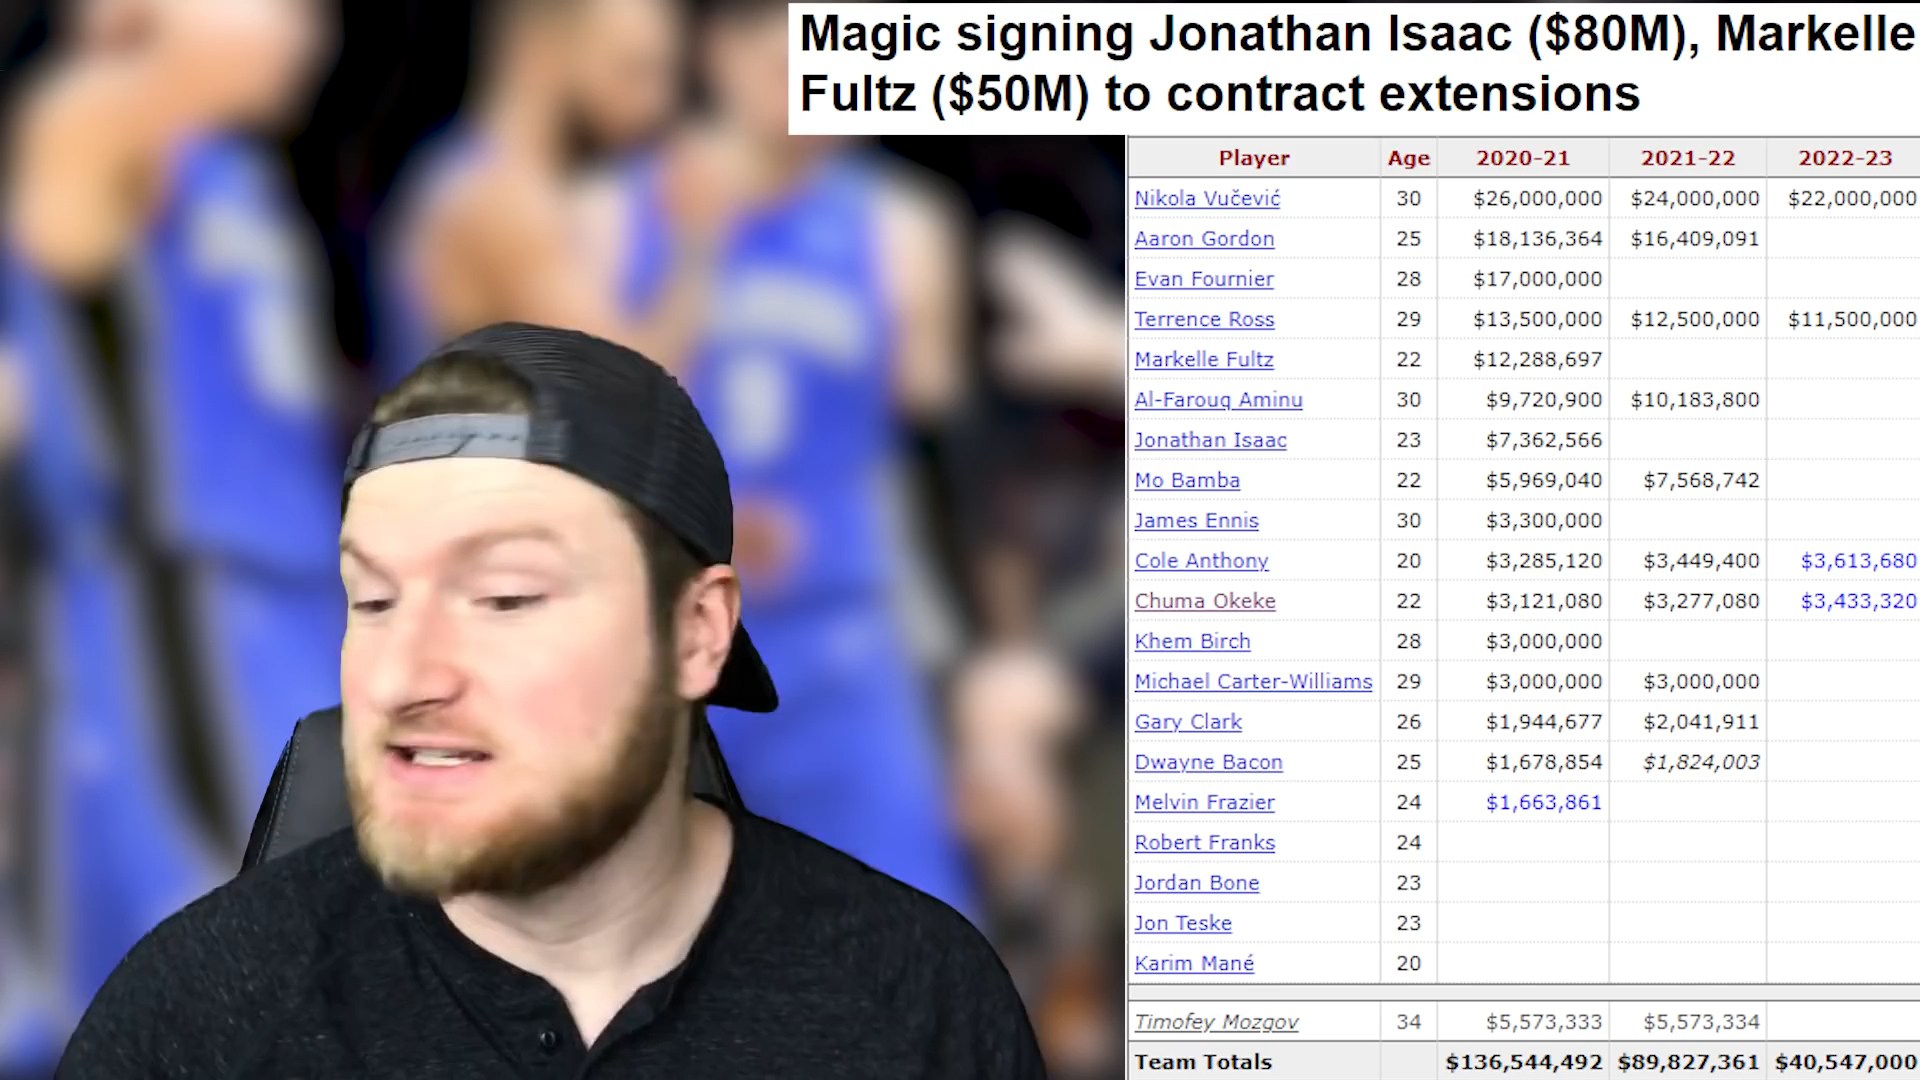 Magic signing Jonathan Isaac ($80M), Markelle
Fultz ($50M) to contract extensions
Player Age 2020-21 2021-22 2022-23
Nikola Vučević 30 $26,000,000 $24,000,000 $22,000,000
Aaron Gordon 25 $18,136,364 $16,409,091
Evan Fournier 28 $17,000,000
Terrence Ross 29 $13,500,000 $12,500,000 $11,500,000
Markelle Fultz 22 $12,288,697
Al-Farouq Aminu 30 $9,720,900 $10,183,800
Jonathan Isaac 23 $7,362,566
Mo Bamba 22 $5,969,040 $7,568,742
James Ennis 30 $3,300,000
Cole Anthony 20 $3,285,120 $3,449,400 $3,613,680
Chuma Okeke 22 $3,121,080 $3,277,080 $3,433,320
Khem Birch 28 $3,000,000
Michael Carter-Williams 29 $3,000,000 $3,000,000
Gary Clark 26 $1,944,677 $2,041,911
Dwayne Bacon 25 $1,678,854 $1,824,003
Melvin Frazier 24 $1,663,861
Robert Franks 24
Jordan Bone 23
Jon Teske 23
Karim Mané 20
Timofey Mozgov 34 $5,573,333 $5,573,334
Team Totals $136,544,492 $89,827,361 $40,547,000